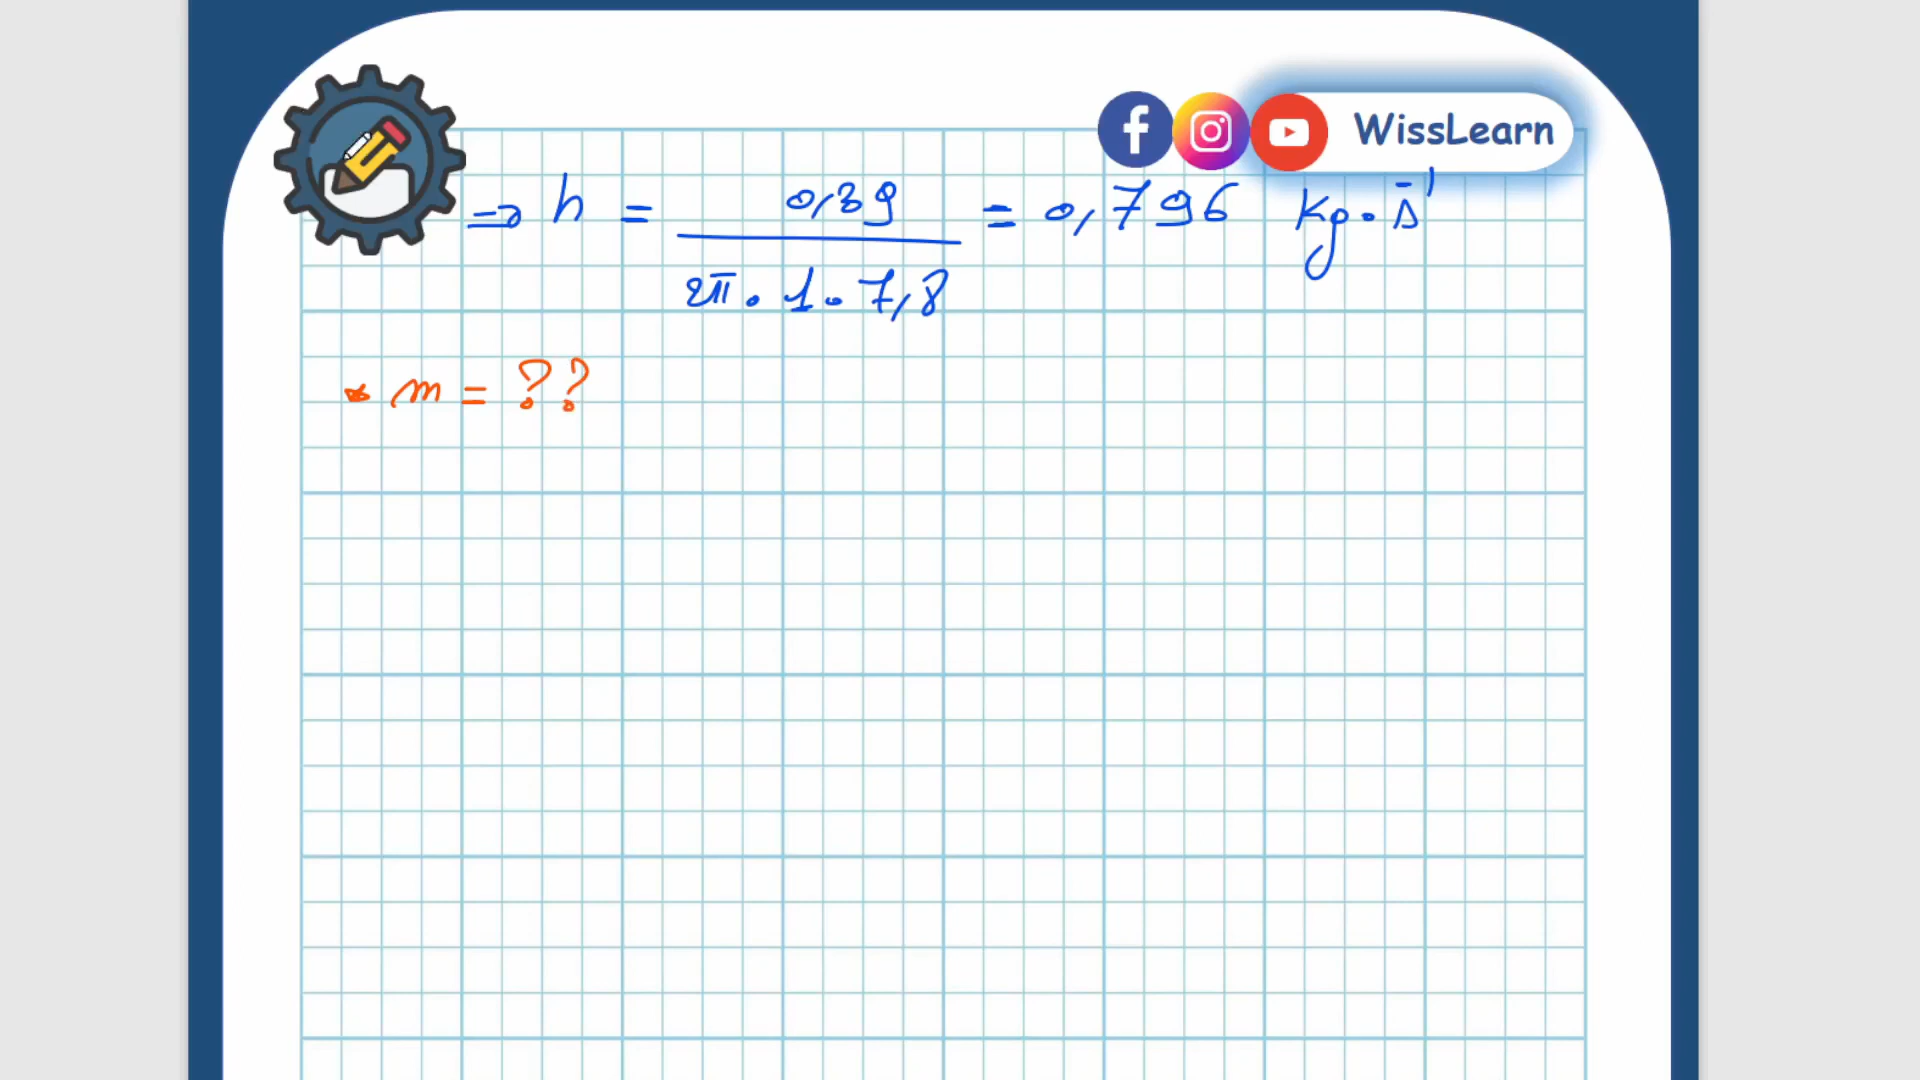 WissLearn
⇒ h = 0,39 / 2π . 1 . 7,8 = 0,796 Kg . s⁻¹
* m = ??